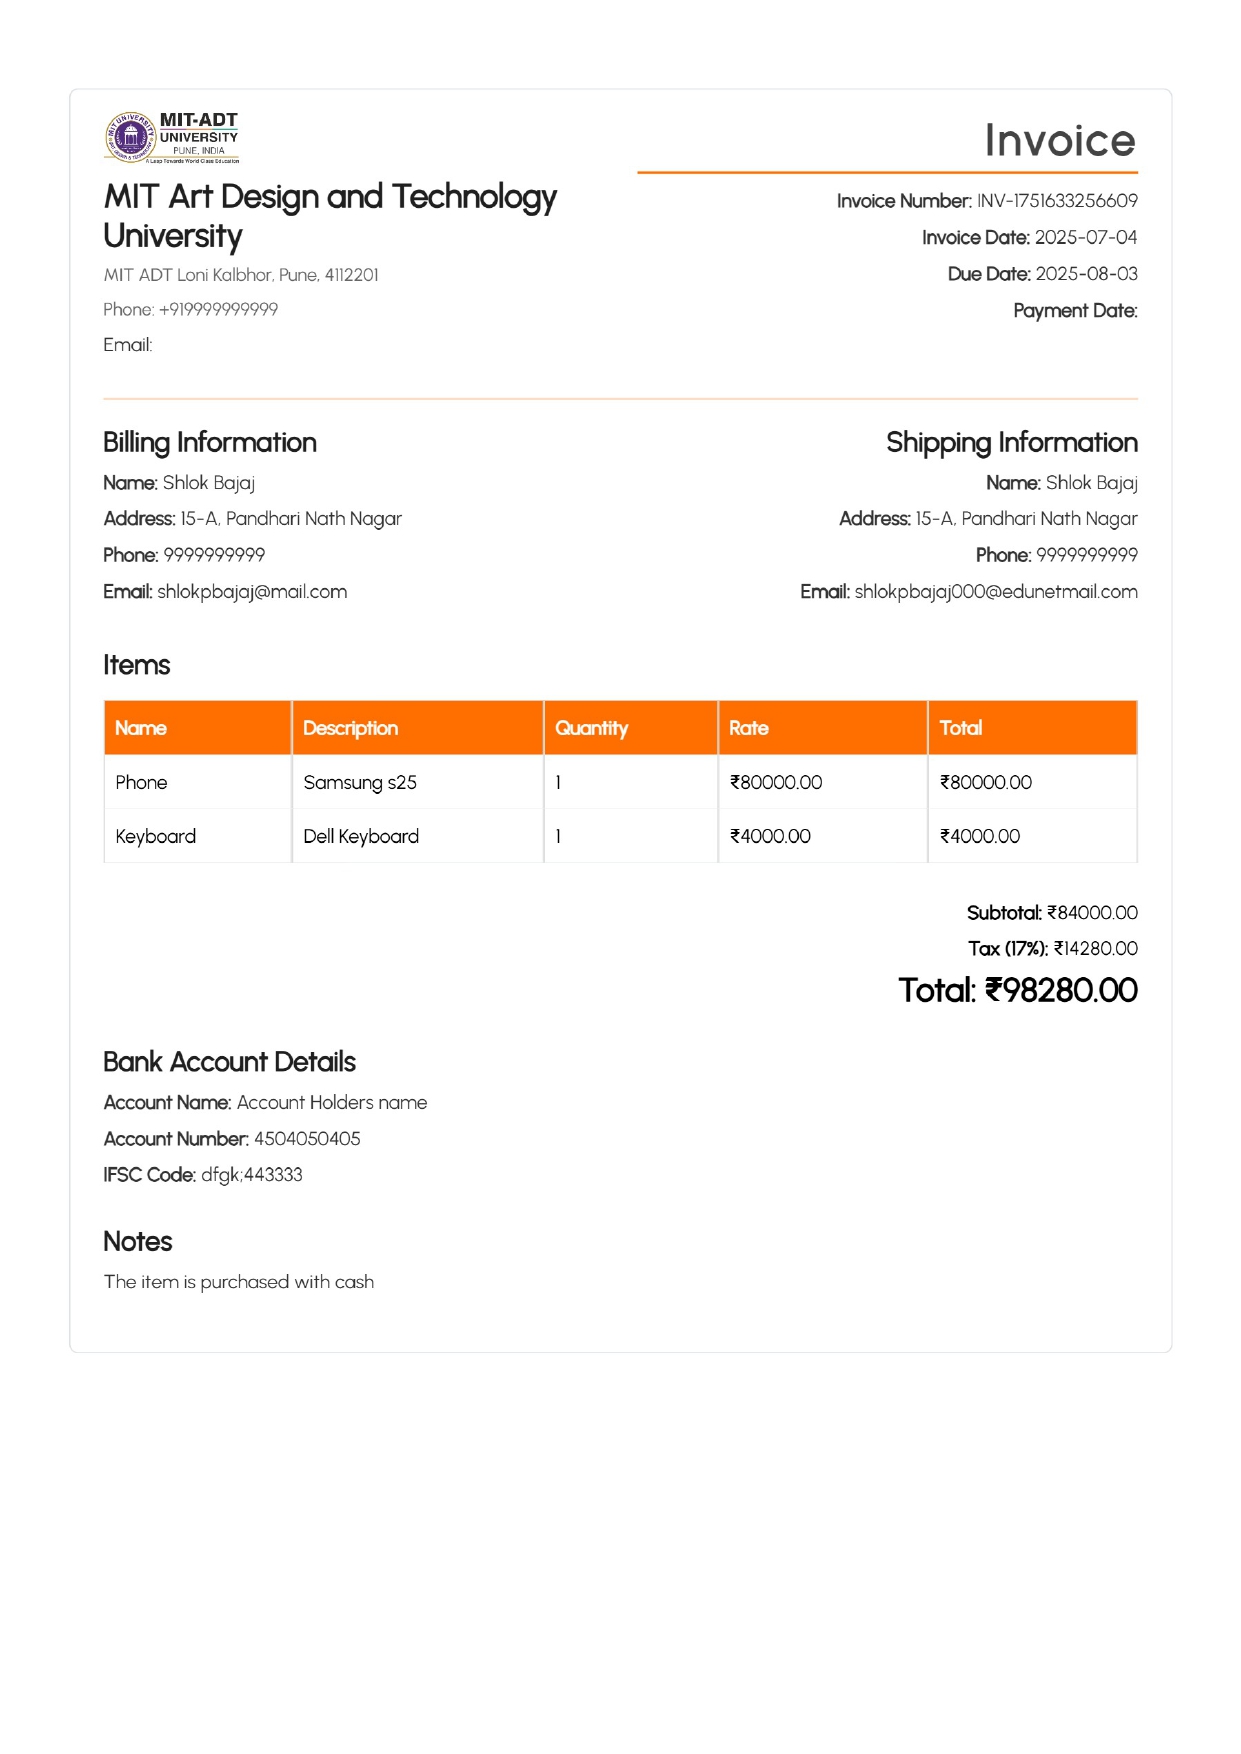 MIT-ADT
UNIVERSITY
PUNE, INDIA
A Leap Towards World Class Education
MIT Art Design and Technology
University
MIT ADT Loni Kalbhor, Pune, 4112201
Phone: +919999999999
Email:
Invoice
Invoice Number: INV-1751633256609
Invoice Date: 2025-07-04
Due Date: 2025-08-03
Payment Date:
Billing Information
Name: Shlok Bajaj
Address: 15-A, Pandhari Nath Nagar
Phone: 9999999999
Email: shlokpbajaj@mail.com
Shipping Information
Name: Shlok Bajaj
Address: 15-A, Pandhari Nath Nagar
Phone: 9999999999
Email: shlokpbajaj000@edunetmail.com
Items
Name Description Quantity Rate Total
Phone Samsung s25 1 ₹80000.00 ₹80000.00
Keyboard Dell Keyboard 1 ₹4000.00 ₹4000.00
Subtotal: ₹84000.00
Tax (17%): ₹14280.00
Total: ₹98280.00
Bank Account Details
Account Name: Account Holders name
Account Number: 4504050405
IFSC Code: dfgk;443333
Notes
The item is purchased with cash